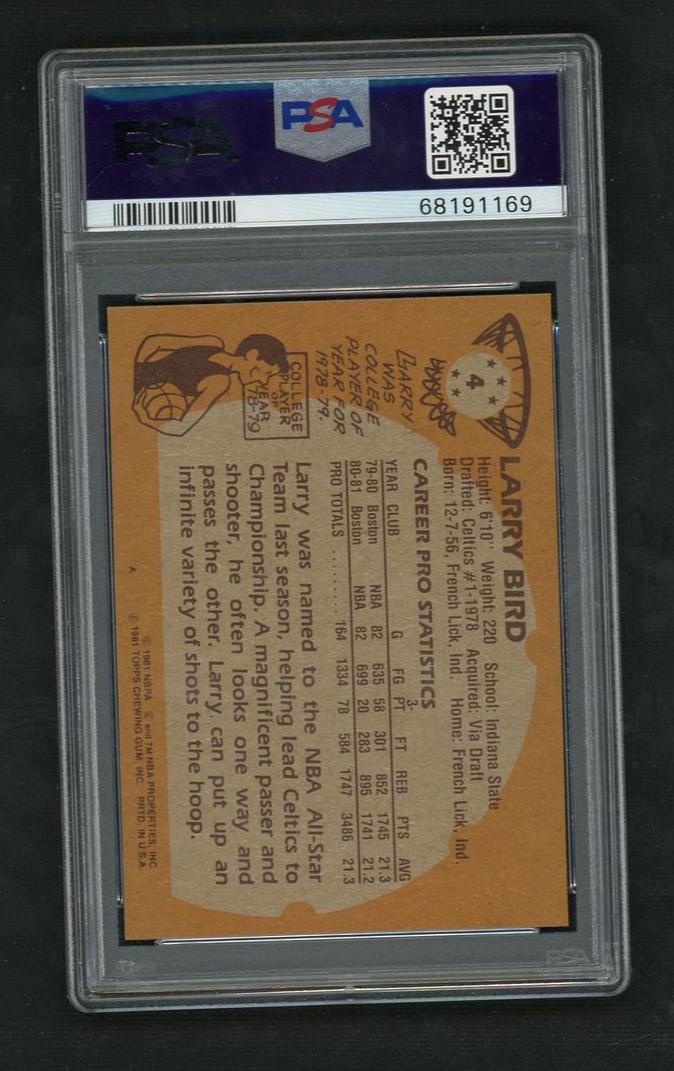 PSA
PSA
68191169
4
LARRY BIRD
Height: 6'10" Weight: 220 School: Indiana State
Drafted: Celtics #1-1978 Acquired: Via Draft
Born: 12-7-56, French Lick, Ind. Home: French Lick, Ind.
CAREER PRO STATISTICS
YEAR CLUB G FG 3-PT FT REB PTS AVG
79-80 Boston NBA 82 635 58 301 852 1745 21.3
80-81 Boston NBA 82 699 20 283 895 1741 21.2
PRO TOTALS .......... 164 1334 78 584 1747 3486 21.3
LARRY
WAS
COLLEGE
PLAYER OF
YEAR FOR
1978-79.
COLLEGE
PLAYER
OF
YEAR
78-79
Larry was named to the NBA All-Star
Team last season, helping lead Celtics to
Championship. A magnificent passer and
shooter, he often looks one way and
passes the other. Larry can put up an
infinite variety of shots to the hoop.
A
© 1981 NBPA © and TM NBA PROPERTIES, INC.
© 1981 TOPPS CHEWING GUM, INC. PRTD. IN U.S.A.
PSA